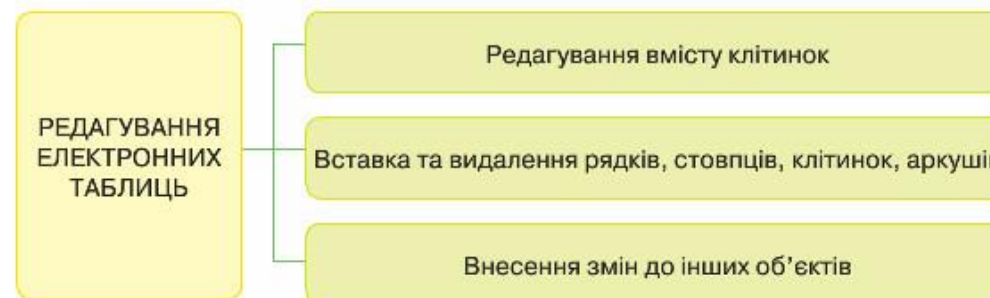 РЕДАГУВАННЯ
ЕЛЕКТРОННИХ
ТАБЛИЦЬ
Редагування вмісту клітинок
Вставка та видалення рядків, стовпців, клітинок, аркушів
Внесення змін до інших об’єктів